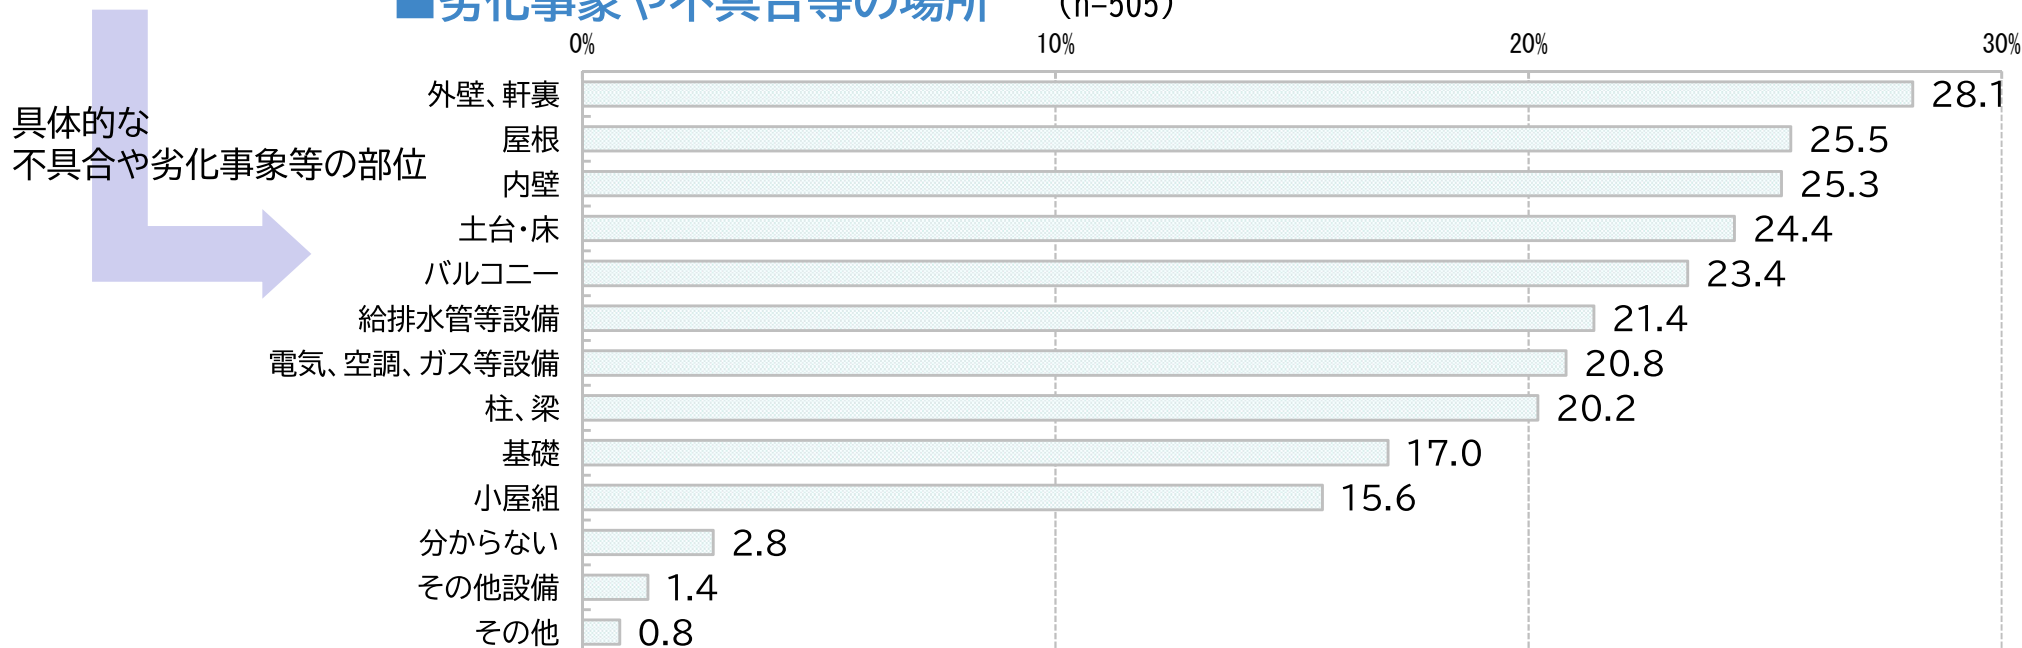 ■劣化事象や不具合等の場所 (n=505)
0% 10% 20% 30%
具体的な
不具合や劣化事象等の部位
外壁、軒裏 28.1
屋根 25.5
内壁 25.3
土台・床 24.4
バルコニー 23.4
給排水管等設備 21.4
電気、空調、ガス等設備 20.8
柱、梁 20.2
基礎 17.0
小屋組 15.6
分からない 2.8
その他設備 1.4
その他 0.8